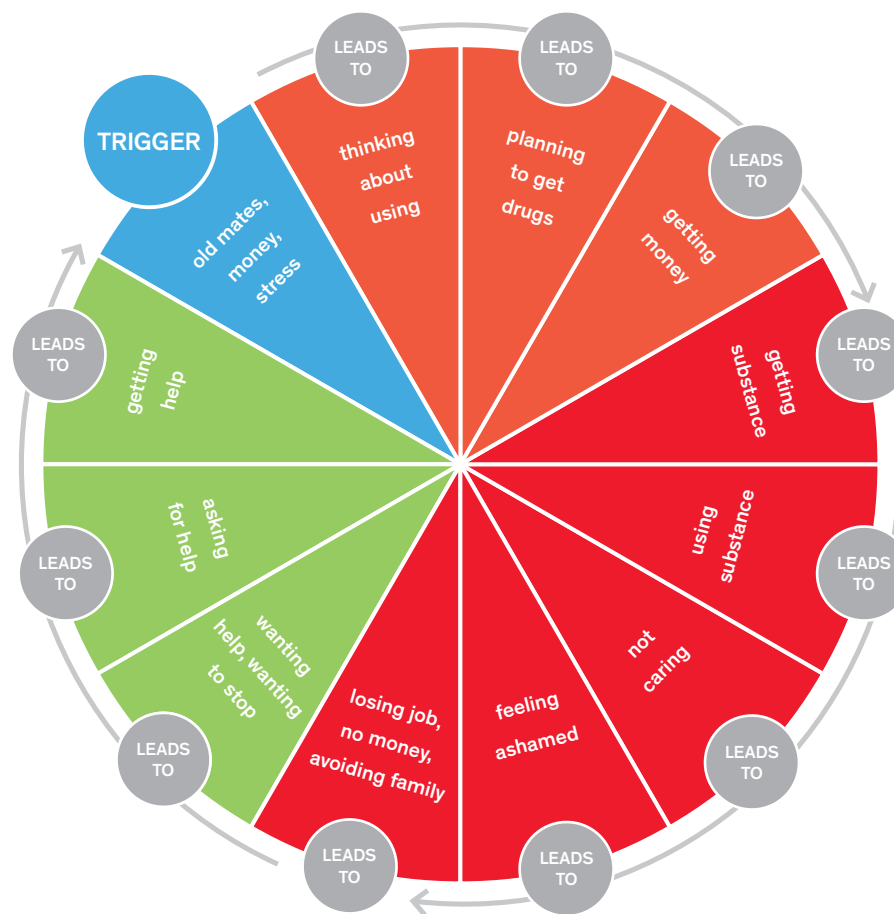 TRIGGER
old mates,
money,
stress
LEADS
TO
thinking
about
using
LEADS
TO
planning
to get
drugs
LEADS
TO
getting
money
LEADS
TO
getting
substance
LEADS
TO
using
substance
LEADS
TO
not
caring
LEADS
TO
feeling
ashamed
LEADS
TO
losing job,
no money,
avoiding family
LEADS
TO
wanting
help, wanting
to stop
LEADS
TO
asking
for help
LEADS
TO
getting
help